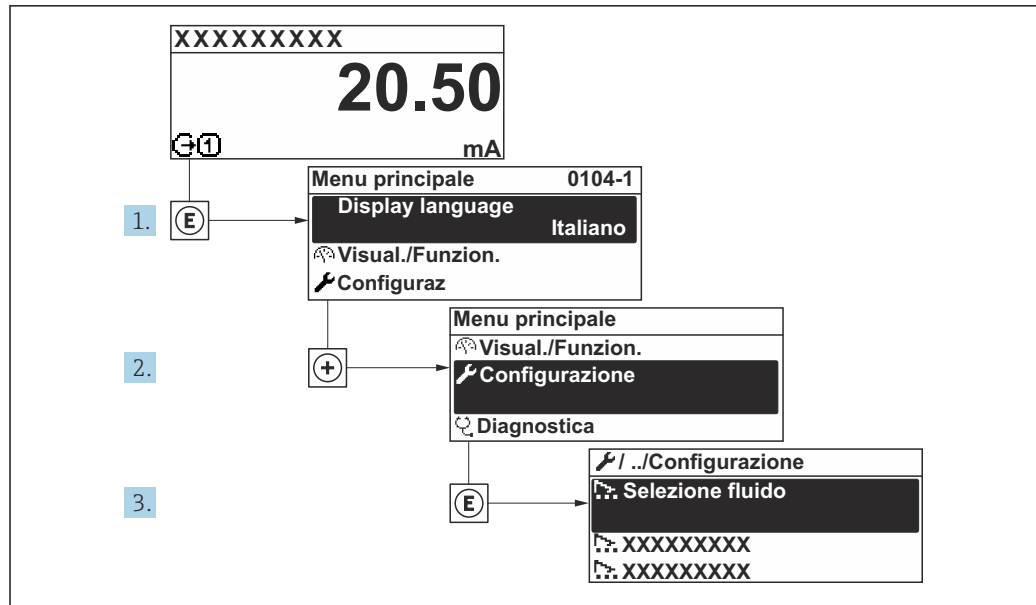 XXXXXXXXX
20.50
1
mA
Menu principale 0104-1
Display language
Italiano
Visual./Funzion.
Configuraz
1.
E
Menu principale
Visual./Funzion.
Configurazione
Diagnostica
2.
+
/ ../Configurazione
Selezione fluido
XXXXXXXXX
XXXXXXXXX
3.
E